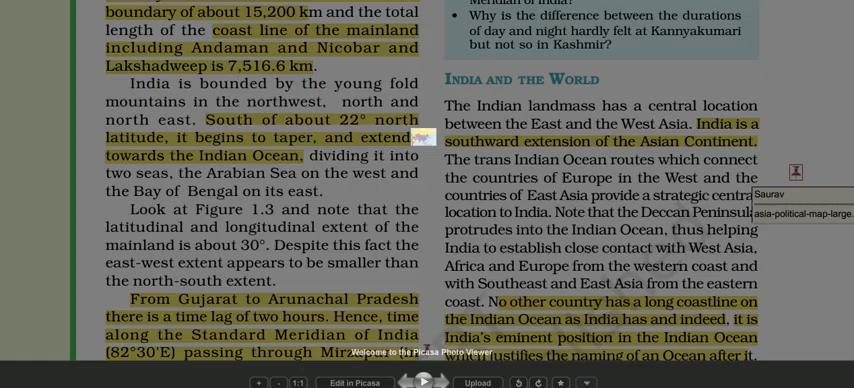 boundary of about 15,200 km and the total
length of the coast line of the mainland
including Andaman and Nicobar and
Lakshadweep is 7,516.6 km.
India is bounded by the young fold
mountains in the northwest, north and
north east. South of about 22° north
latitude, it begins to taper, and extend
towards the Indian Ocean, dividing it into
two seas, the Arabian Sea on the west and
the Bay of Bengal on its east.
Look at Figure 1.3 and note that the
latitudinal and longitudinal extent of the
mainland is about 30°. Despite this fact the
east-west extent appears to be smaller than
the north-south extent.
From Gujarat to Arunachal Pradesh
there is a time lag of two hours. Hence, time
along the Standard Meridian of India
(82°30'E) passing through
Meridian of India?
• Why is the difference between the durations
of day and night hardly felt at Kannyakumari
but not so in Kashmir?
INDIA AND THE WORLD
The Indian landmass has a central location
between the East and the West Asia. India is a
southward extension of the Asian Continent.
The trans Indian Ocean routes which connect
the countries of Europe in the West and the
countries of East Asia provide a strategic centra
location to India. Note that the Deccan Peninsula
protrudes into the Indian Ocean, thus helping
India to establish close contact with West Asia,
Africa and Europe from the western coast and
with Southeast and East Asia from the eastern
coast. No other country has a long coastline on
the Indian Ocean as India has and indeed, it is
India's eminent position in the Indian Ocean
which justifies the naming of an Ocean after it.
Saurav
asia-political-map-large.
Welcome to the Picasa Photo Viewer
+ - 1:1 Edit in Picasa Upload